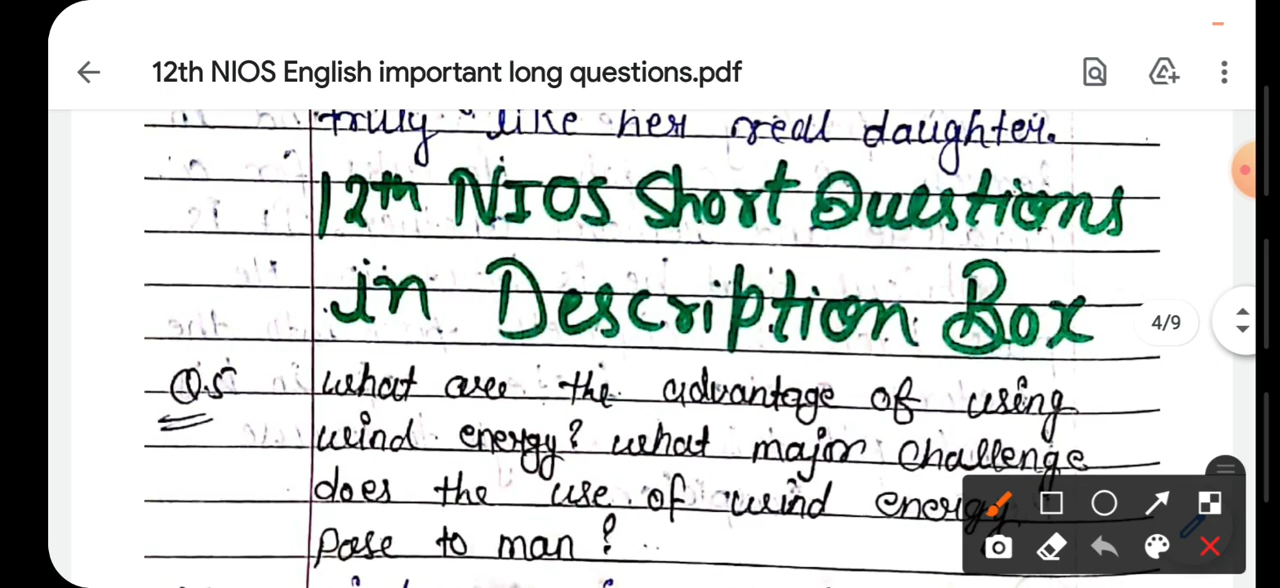 12th NIOS English important long questions.pdf
truly like her real daughter.
12th NIOS Short Questions
in Description Box
4/9
Q.5 What are the advantage of using
wind energy? what major challenge
does the use of wind energy
pose to man?